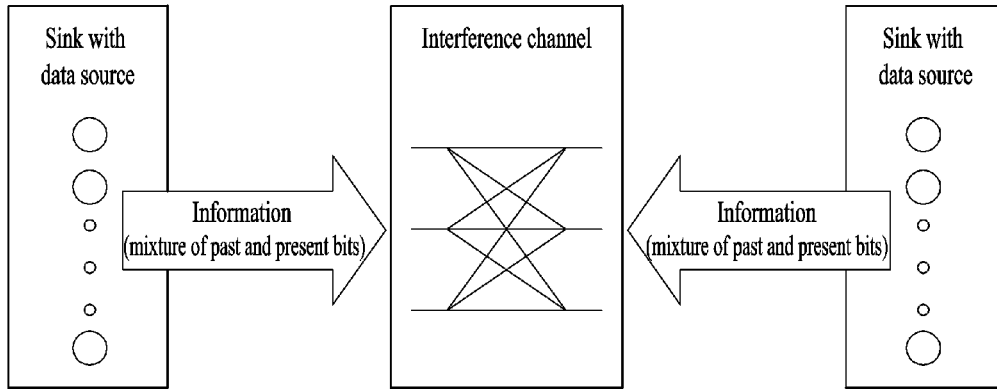 Sink with
data source
Information
(mixture of past and present bits)
Interference channel
Sink with
data source
Information
(mixture of past and present bits)